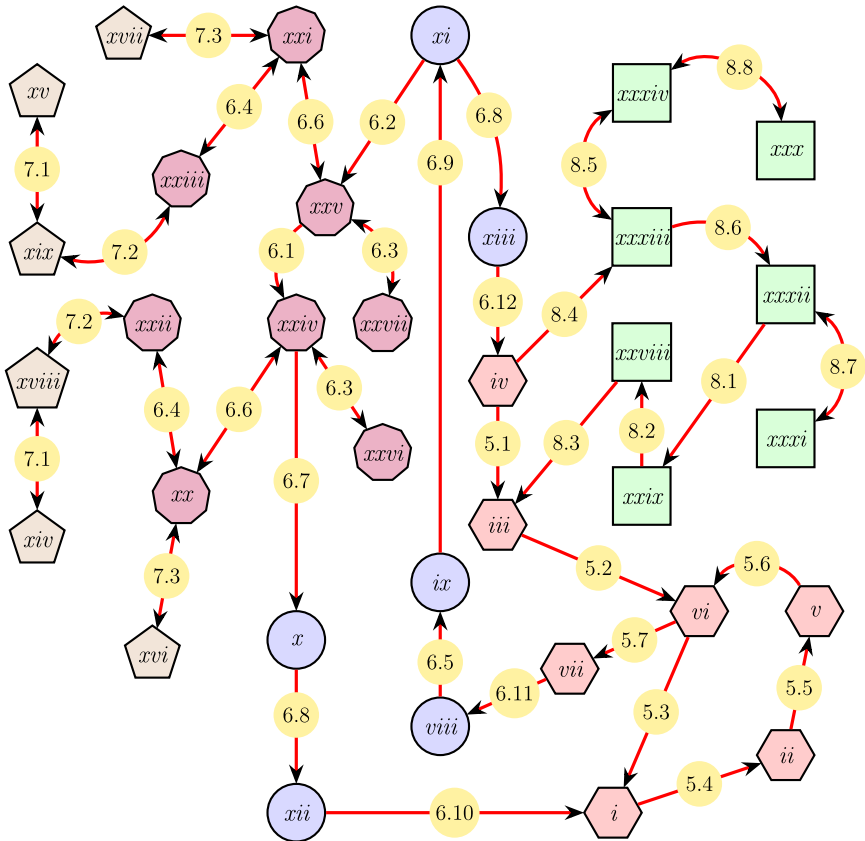 xvii
7.3
xxi
xi
xv
xxxiv
8.8
6.4
6.6
6.2
6.8
xxx
7.1
8.5
6.9
xxiii
xxv
xix
7.2
6.1
6.3
xiii
xxxiii
8.6
6.12
xxxii
7.2
xxii
xxiv
xxvii
8.4
xviii
iv
xxviii
8.7
6.4
6.6
6.3
8.1
7.1
5.1
8.3
8.2
xxxi
xx
6.7
xxvi
xxix
xiv
iii
7.3
5.2
5.6
ix
x
vi
v
xvi
6.5
vii
5.7
6.11
5.5
6.8
viii
5.3
ii
5.4
xii
6.10
i